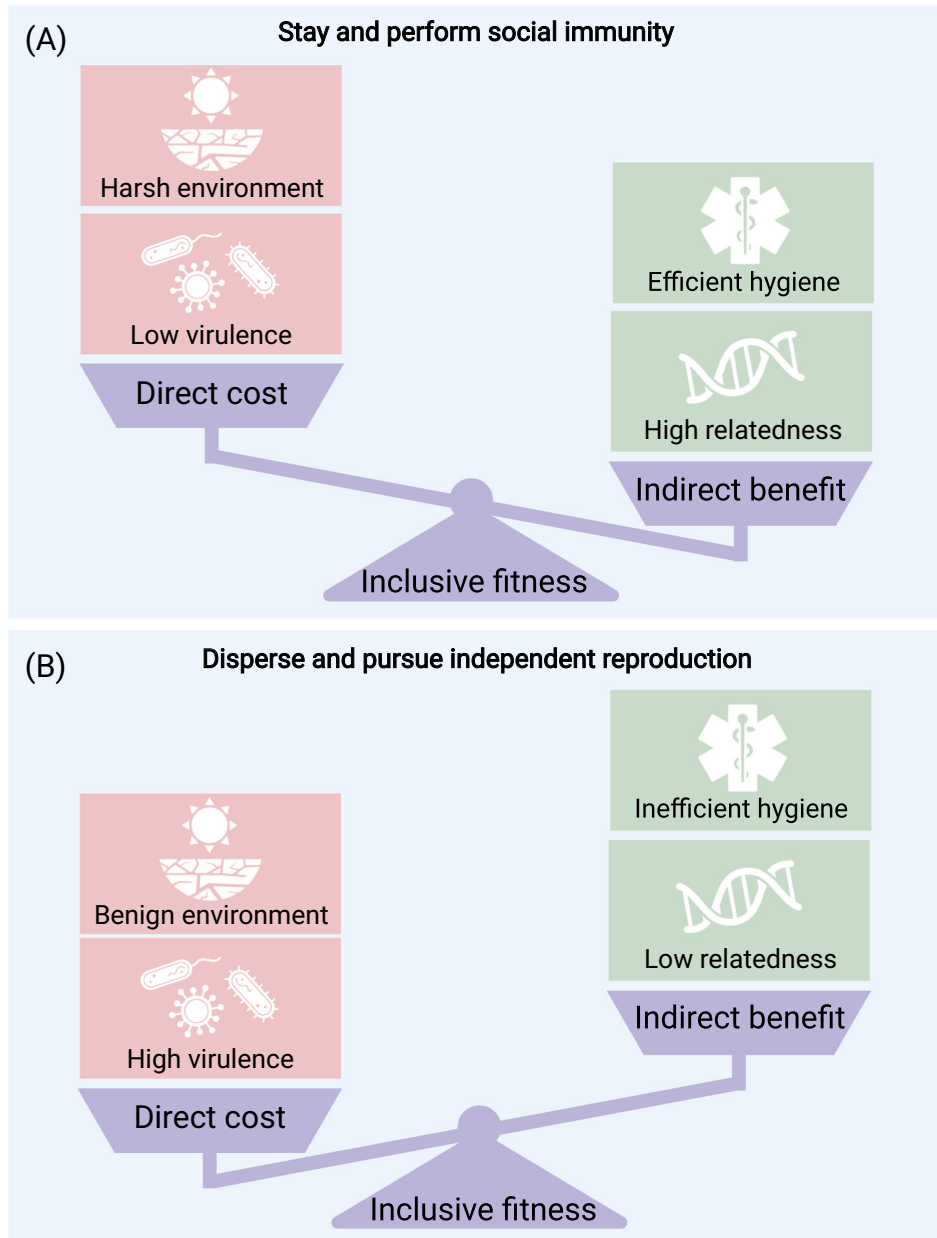 (A)
Stay and perform social immunity
Harsh environment
Low virulence
Direct cost
Efficient hygiene
High relatedness
Indirect benefit
Inclusive fitness
(B)
Disperse and pursue independent reproduction
Benign environment
High virulence
Direct cost
Inefficient hygiene
Low relatedness
Indirect benefit
Inclusive fitness